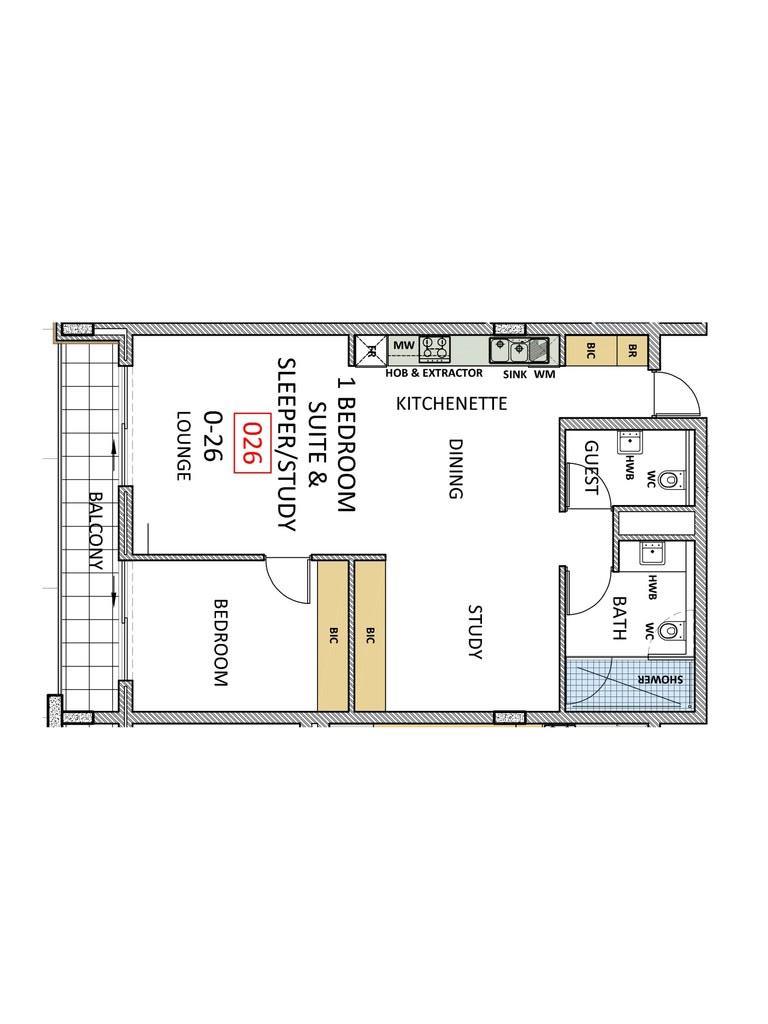 FR
MW
HOB & EXTRACTOR
SINK
WM
BIC
BR
KITCHENETTE
1 BEDROOM
SUITE &
SLEEPER/STUDY
026
O-26
LOUNGE
DINING
GUEST
HWB
WC
BALCONY
BEDROOM
BIC
BIC
STUDY
BATH
HWB
WC
SHOWER